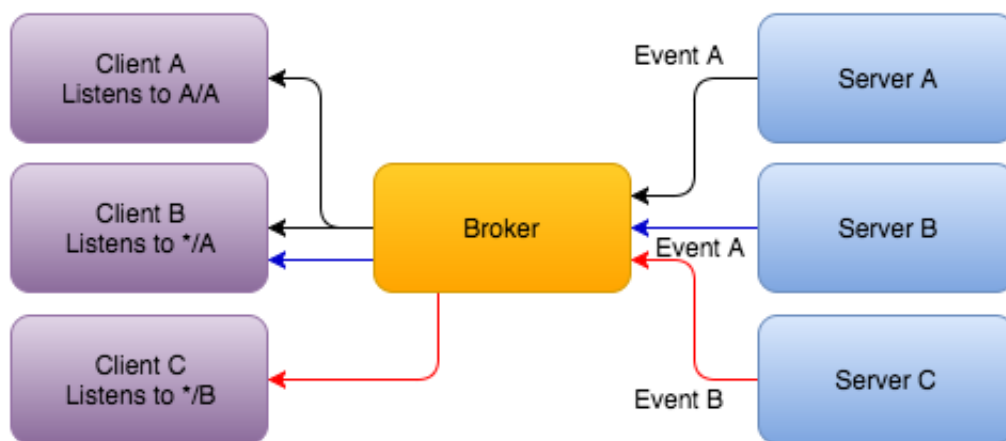 Client A
Listens to A/A
Event A
Server A
Client B
Listens to */A
Broker
Event A
Server B
Client C
Listens to */B
Event B
Server C